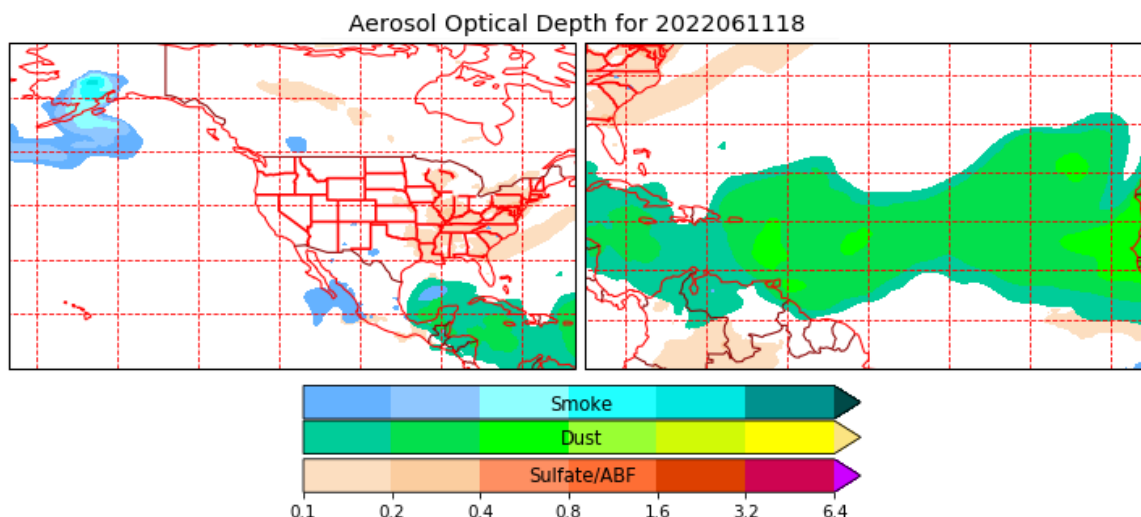 Aerosol Optical Depth for 2022061118
Smoke
Dust
Sulfate/ABF
0.1 0.2 0.4 0.8 1.6 3.2 6.4